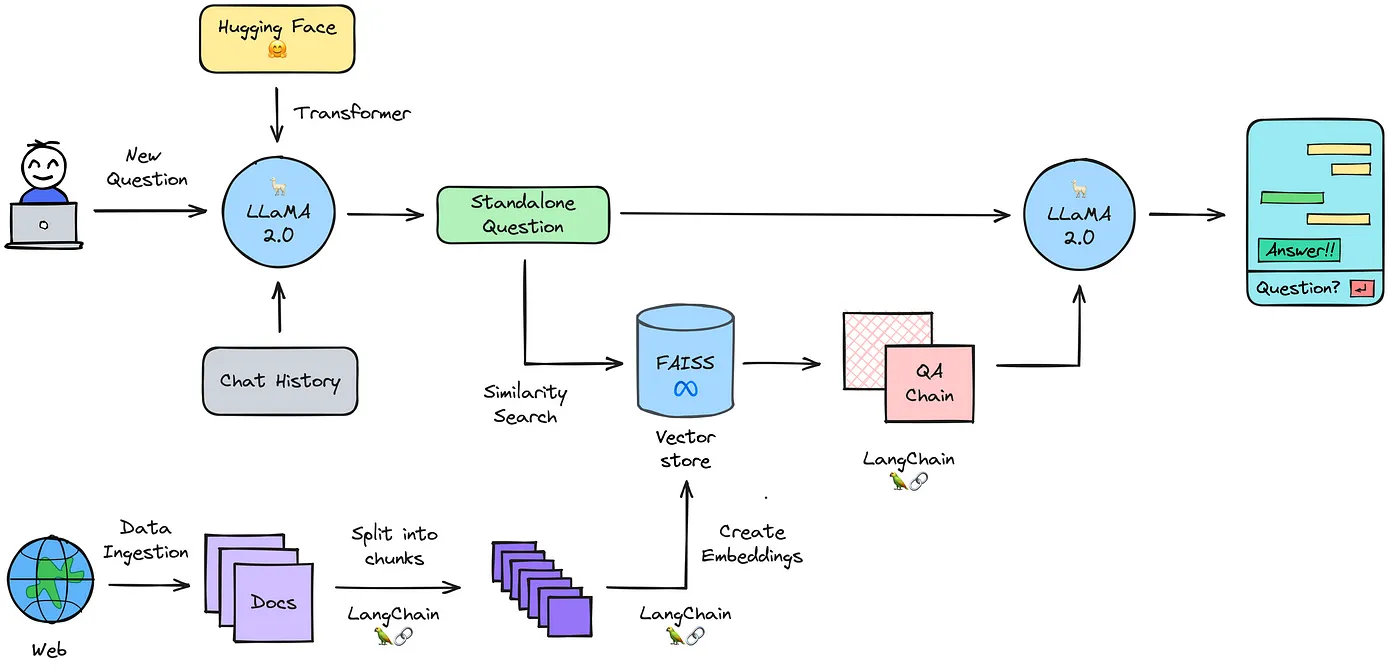 Hugging Face
Transformer
New
Question
LLaMA
2.0
Standalone
Question
LLaMA
2.0
Answer!!
Question?
Chat History
Similarity
Search
FAISS
Vector
store
QA
Chain
LangChain
Web
Data
Ingestion
Docs
Split into
chunks
LangChain
Create
Embeddings
LangChain